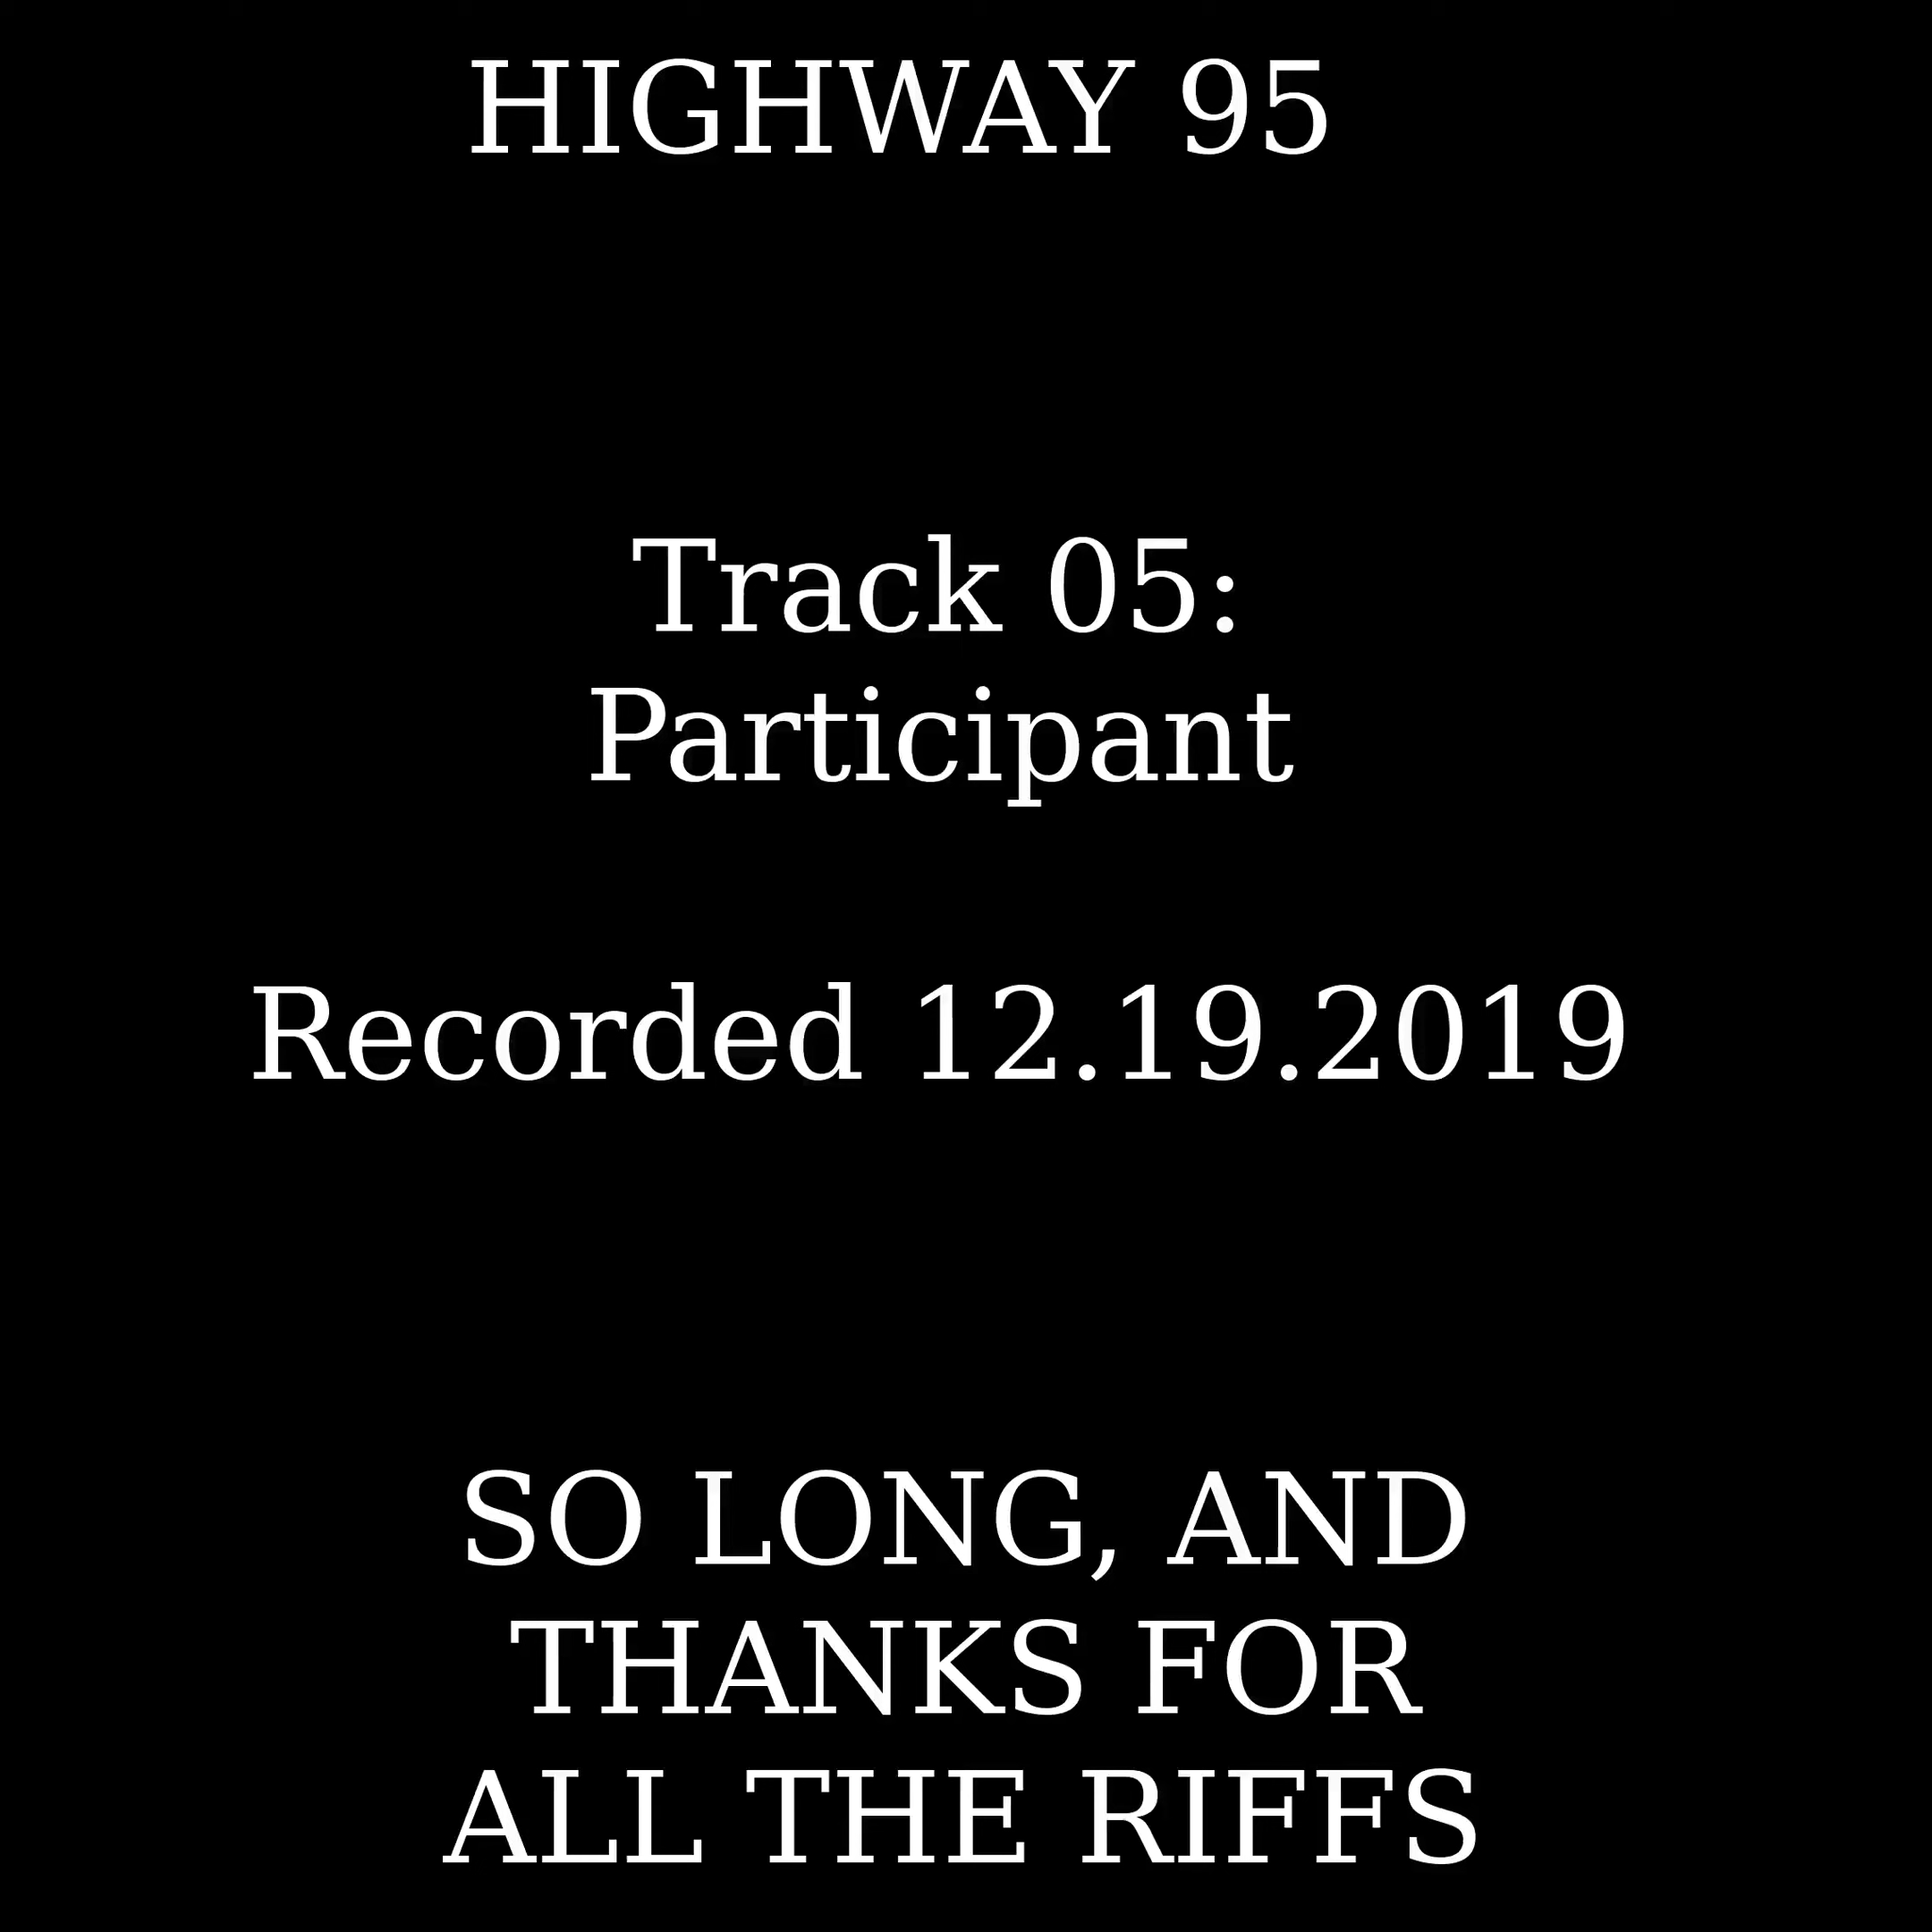 HIGHWAY 95
Track 05:
Participant
Recorded 12.19.2019
SO LONG, AND
THANKS FOR
ALL THE RIFFS